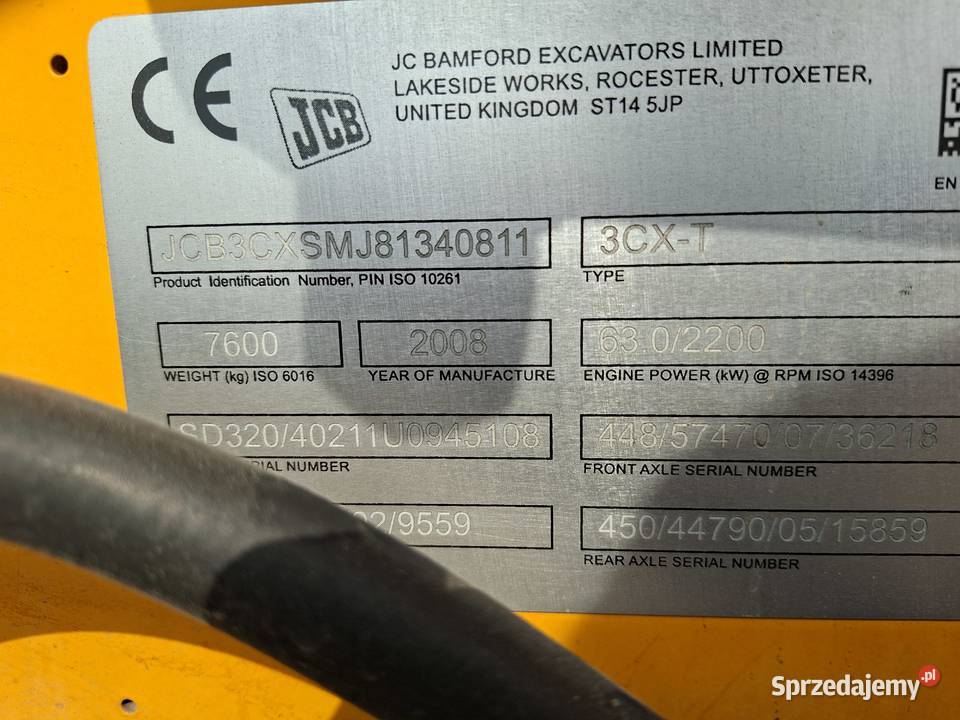 CE
JCB
JC BAMFORD EXCAVATORS LIMITED
LAKESIDE WORKS, ROCESTER, UTTOXETER,
UNITED KINGDOM ST14 5JP
EN
JCB3CXSMJ81340811
Product Identification Number, PIN ISO 10261
3CX-T
TYPE
7600
WEIGHT (kg) ISO 6016
2008
YEAR OF MANUFACTURE
63.0/2200
ENGINE POWER (kW) @ RPM ISO 14396
SD320/40211U0945108
NUMBER
448/57470/07/36218
FRONT AXLE SERIAL NUMBER
/9559
450/44790/05/15859
REAR AXLE SERIAL NUMBER
Sprzedajemy.pl